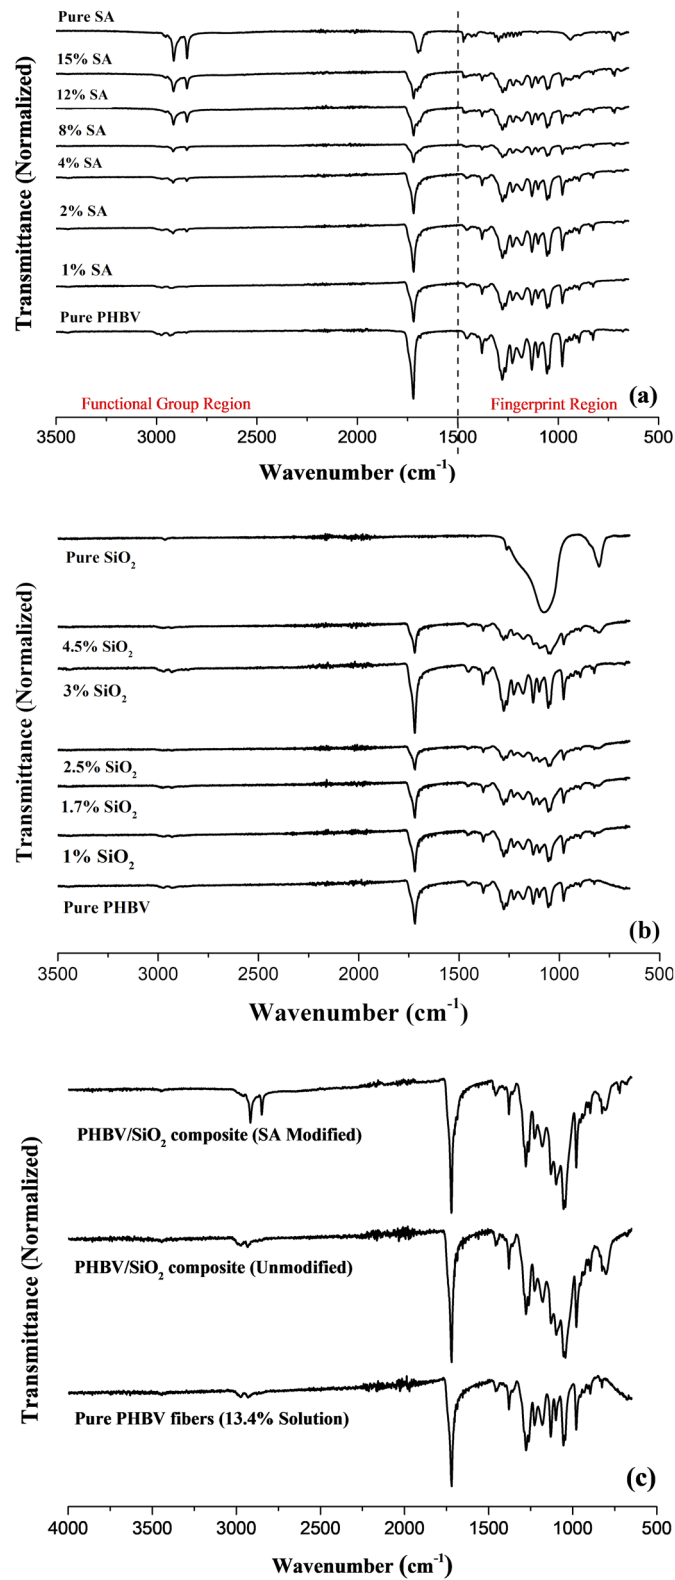 Pure SA
15% SA
12% SA
8% SA
4% SA
2% SA
1% SA
Pure PHBV
Transmittance (Normalized)
Functional Group Region
Fingerprint Region
(a)
3500 3000 2500 2000 1500 1000 500
Wavenumber (cm⁻¹)
Pure SiO₂
4.5% SiO₂
3% SiO₂
2.5% SiO₂
1.7% SiO₂
1% SiO₂
Pure PHBV
Transmittance (Normalized)
(b)
3500 3000 2500 2000 1500 1000 500
Wavenumber (cm⁻¹)
PHBV/SiO₂ composite (SA Modified)
PHBV/SiO₂ composite (Unmodified)
Pure PHBV fibers (13.4% Solution)
Transmittance (Normalized)
(c)
4000 3500 3000 2500 2000 1500 1000 500
Wavenumber (cm⁻¹)